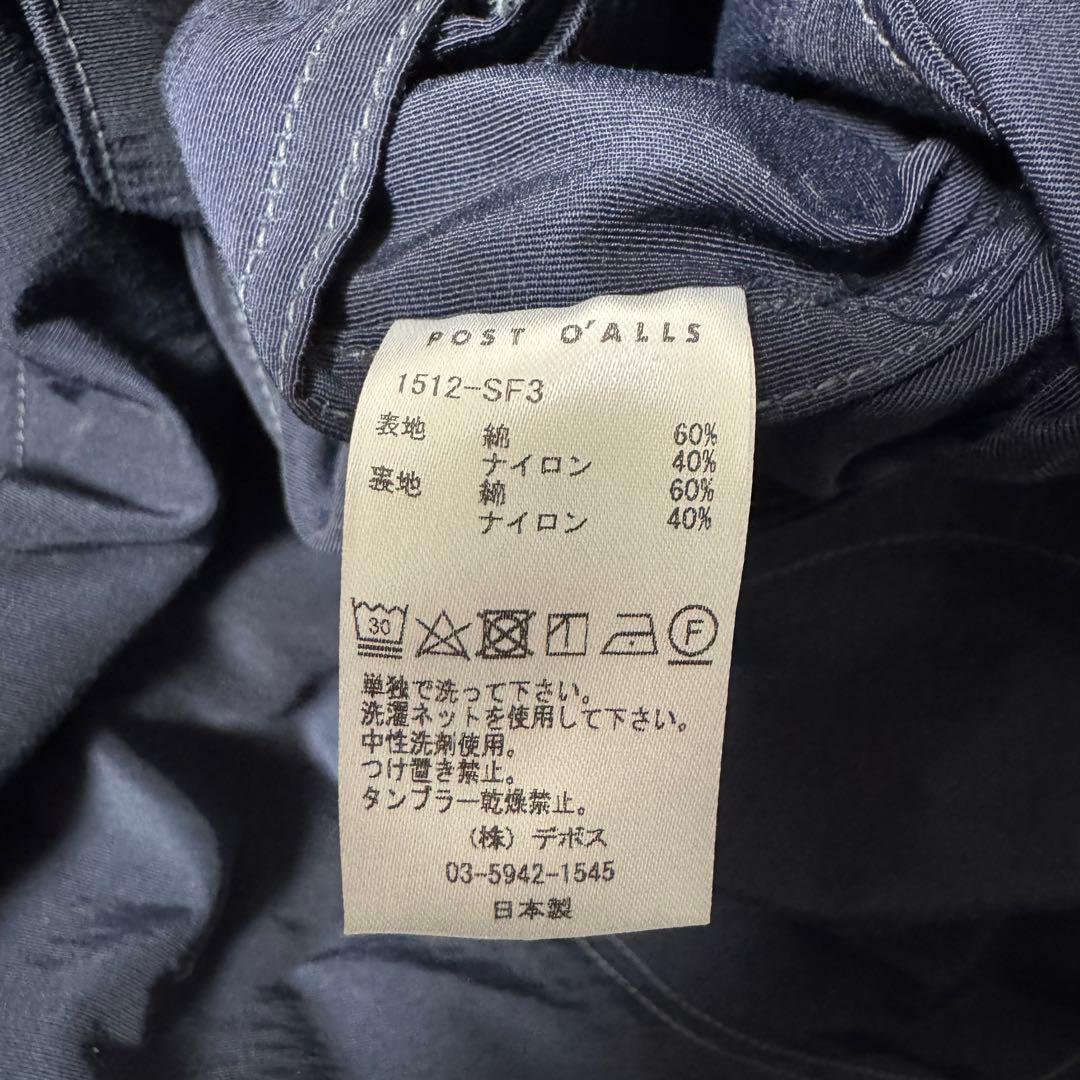 POST O'ALLS
1512-SF3
表地 綿 60%
ナイロン 40%
裏地 綿 60%
ナイロン 40%
30 F
単独で洗って下さい。
洗濯ネットを使用して下さい。
中性洗剤使用。
つけ置き禁止。
タンブラー乾燥禁止。
(株) デボス
03-5942-1545
日本製